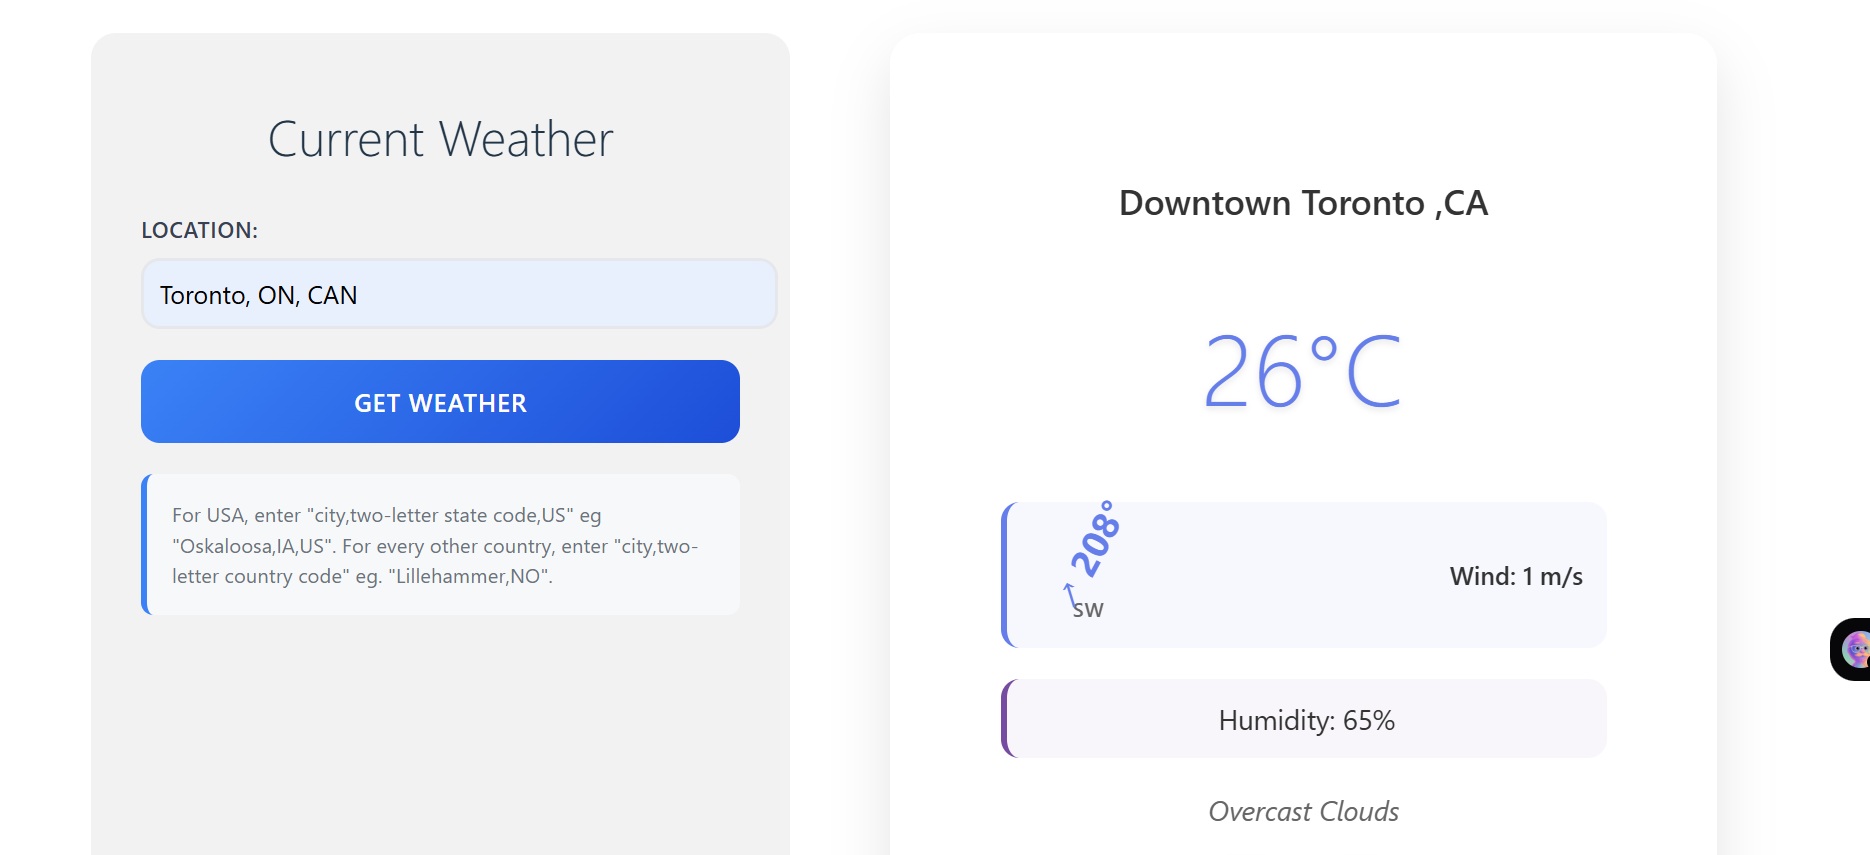 Current Weather
LOCATION:
Toronto, ON, CAN
GET WEATHER
For USA, enter "city,two-letter state code,US" eg
"Oskaloosa,IA,US". For every other country, enter "city,two-
letter country code" eg. "Lillehammer,NO".
Downtown Toronto ,CA
26°C
↑ 208°
SW
Wind: 1 m/s
Humidity: 65%
Overcast Clouds